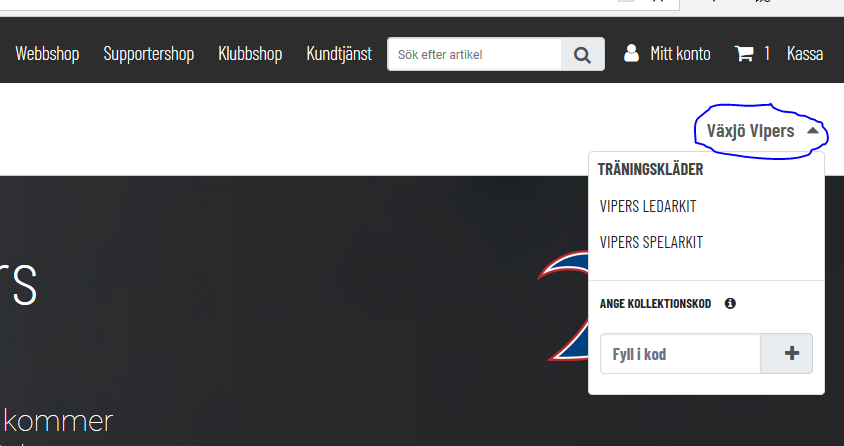 Webbshop Supportershop Klubbshop Kundtjänst Sök efter artikel Mitt konto 1 Kassa
Växjö VIpers
TRÄNINGSKLÄDER
VIPERS LEDARKIT
VIPERS SPELARKIT
rs
ANGE KOLLEKTIONSKOD
Fyll i kod
kommer